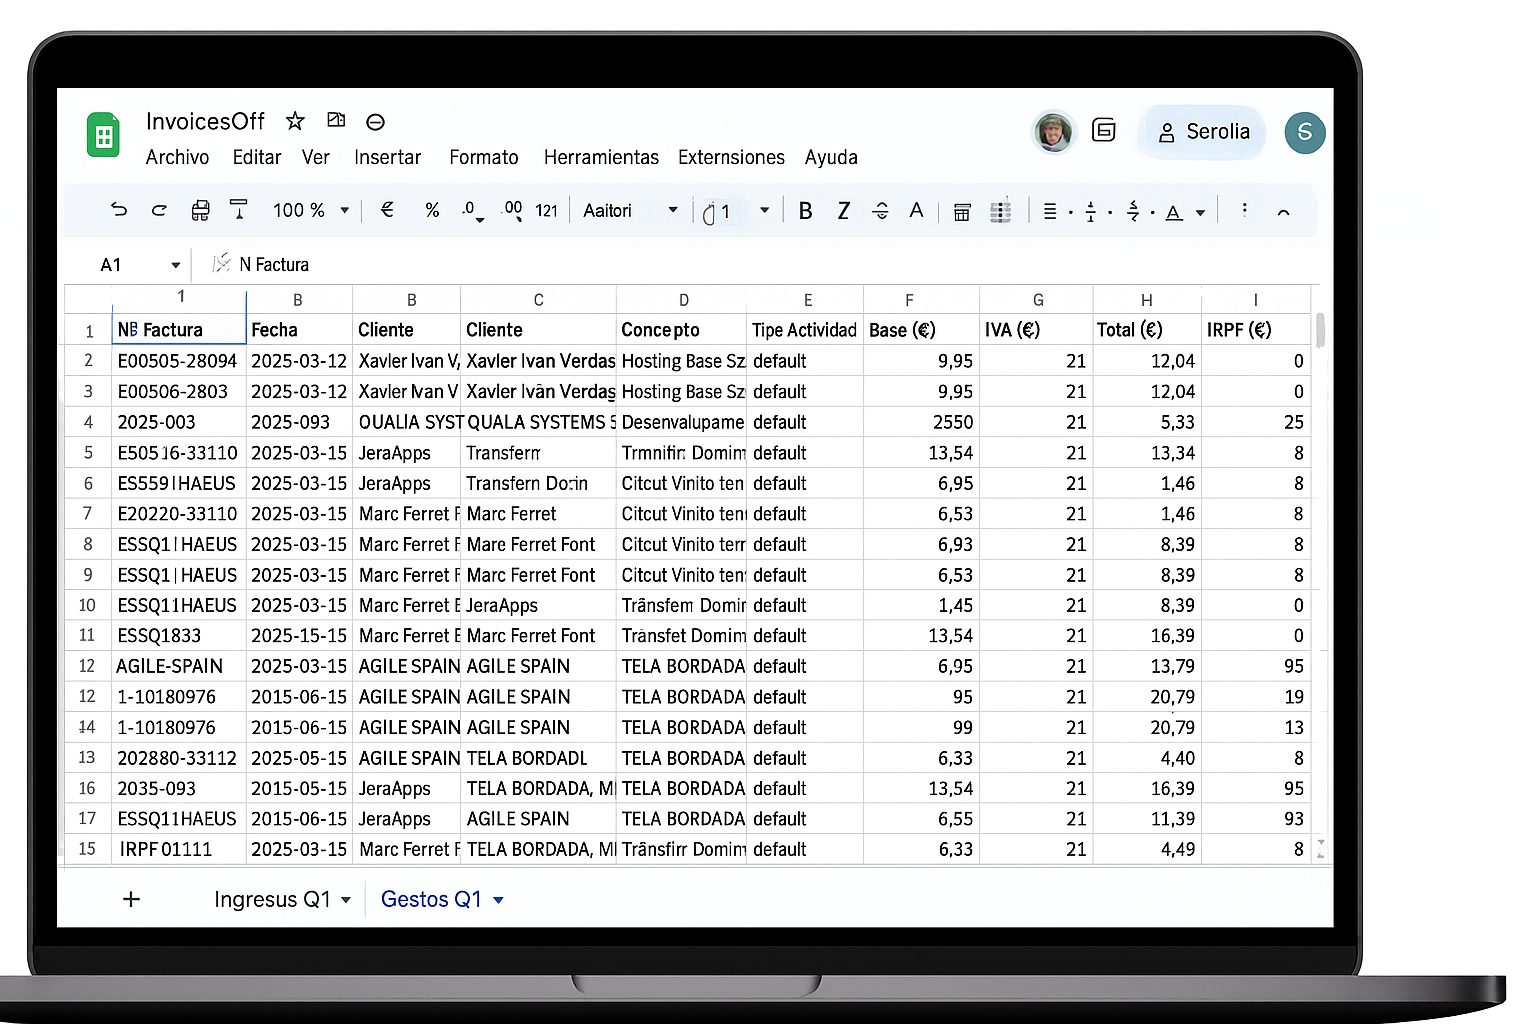 InvoicesOff
Serolia
S
Archivo Editar Ver Insertar Formato Herramientas Externsiones Ayuda
100 % € % .0 .00 121 Aaitori 1 B Z A A
A1 N Factura
1 B B C D E F G H I
1 Nº Factura Fecha Cliente Cliente Concepto Tipe Actividad Base (€) IVA (€) Total (€) IRPF (€)
2 E00505-28094 2025-03-12 Xavler Ivan V Xavler Ivan Verdas Hosting Base Sz default 9,95 21 12,04 0
3 E00506-2803 2025-03-12 Xavler Ivan V Xavler Iván Verdas Hosting Base Sz default 9,95 21 12,04 0
4 2025-003 2025-093 OUALIA SYST QUALA SYSTEMS S Desenvalupame default 2550 21 5,33 25
5 E50516-33110 2025-03-15 JeraApps Transferr Trmnifir: Domin default 13,54 21 13,34 8
6 ES559IHAEUS 2025-03-15 JeraApps Transfern Do:in Citcut Vinito ten default 6,95 21 1,46 8
7 E20220-33110 2025-03-15 Marc Ferret F Marc Ferret Citcut Vinito ten default 6,53 21 1,46 8
8 ESSQ1IHAEUS 2025-03-15 Marc Ferret F Mare Ferret Font Citcut Vinito terr default 6,93 21 8,39 8
9 ESSQ1|HAEUS 2025-03-15 Marc Ferret F Marc Ferret Font Citcut Vinito ten default 6,53 21 8,39 8
10 ESSQ11HAEUS 2025-03-15 Marc Ferret E JeraApps Trânsfem Domir default 1,45 21 8,39 0
11 ESSQ1833 2025-15-15 Marc Ferret E Marc Ferret Font Trànsfet Domim default 13,54 21 16,39 0
12 AGILE-SPAIN 2025-03-15 AGILE SPAIN AGILE SPAIN TELA BORDADA default 6,95 21 13,79 95
12 1-10180976 2015-06-15 AGILE SPAIN AGILE SPAIN TELA BORDADA default 95 21 20,79 19
14 1-10180976 2015-06-15 AGILE SPAIN AGILE SPAIN TELA BORDADA default 99 21 20,79 13
13 202880-33112 2025-05-15 AGILE SPAIN TELA BORDADL TELA BORDADA default 6,33 21 4,40 8
16 2035-093 2015-05-15 JeraApps TELA BORDADA, M TELA BORDADA default 13,54 21 16,39 95
17 ESSQ11HAEUS 2015-06-15 JeraApps AGILE SPAIN TELA BORDADA default 6,55 21 11,39 93
15 IRPF 01111 2025-03-15 Marc Ferret F TELA BORDADA, M Trânsfirr Domin default 6,33 21 4,49 8
+ Ingresus Q1 Gestos Q1